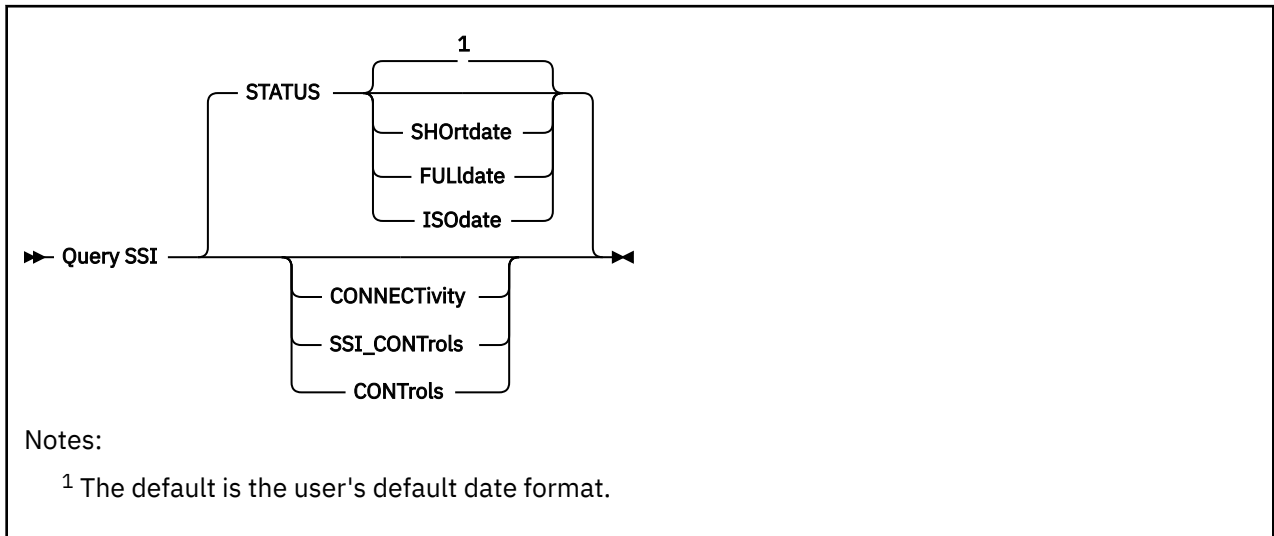 1
STATUS
SHOrtdate
FULldate
ISOdate
Query SSI
CONNECTivity
SSI_CONTrols
CONTrols
Notes:
1 The default is the user's default date format.